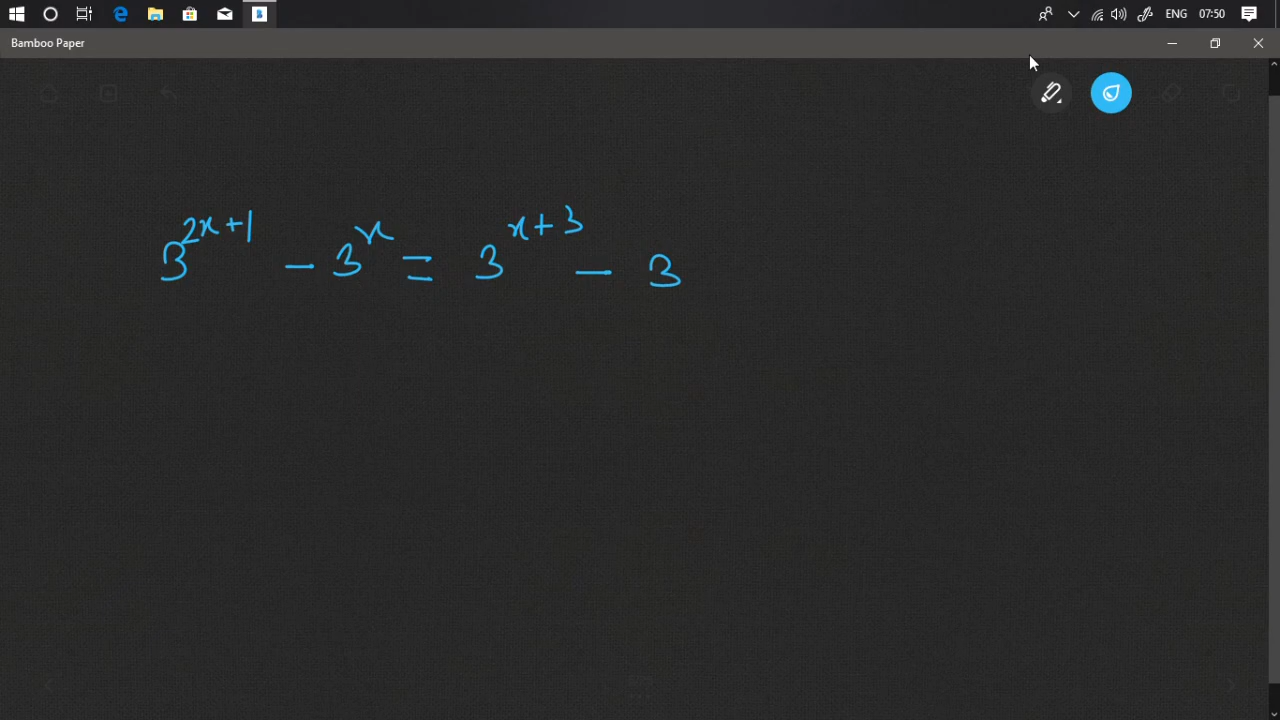 ENG 07:50
Bamboo Paper
3^{2x+1} - 3^x = 3^{x+3} - 3